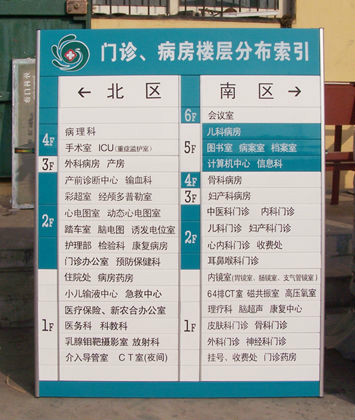 门诊、病房楼层分布索引
← 北 区
南 区 →
4F
病理科
手术室 ICU(重症监护室)
3F
外科病房 产房
2F
产前诊断中心 输血科
彩超室 经颅多普勒室
心电图室 动态心电图室
踏车室 脑电图 诱发电位室
护理部 检验科 康复病房
门诊办公室 预防保健科
1F
住院处 病房药房
小儿输液中心 急救中心
医疗保险、新农合办公室
医务科 科教科
乳腺钼靶摄影室 放射科
介入导管室 CT室(夜间)
6F
会议室
5F
儿科病房
图书室 病案室 档案室
计算机中心 信息科
4F
骨科病房
3F
妇产科病房
2F
中医科门诊 内科门诊
儿科门诊 妇产科门诊
心内科门诊 收费处
耳鼻喉科门诊
1F
内镜室(胃镜室、肠镜室、支气管镜室)
64排CT室 磁共振室 高压氧室
理疗科 脑超声 康复中心
皮肤科门诊 骨科门诊
外科门诊 神经科门诊
挂号、收费处 门诊药房